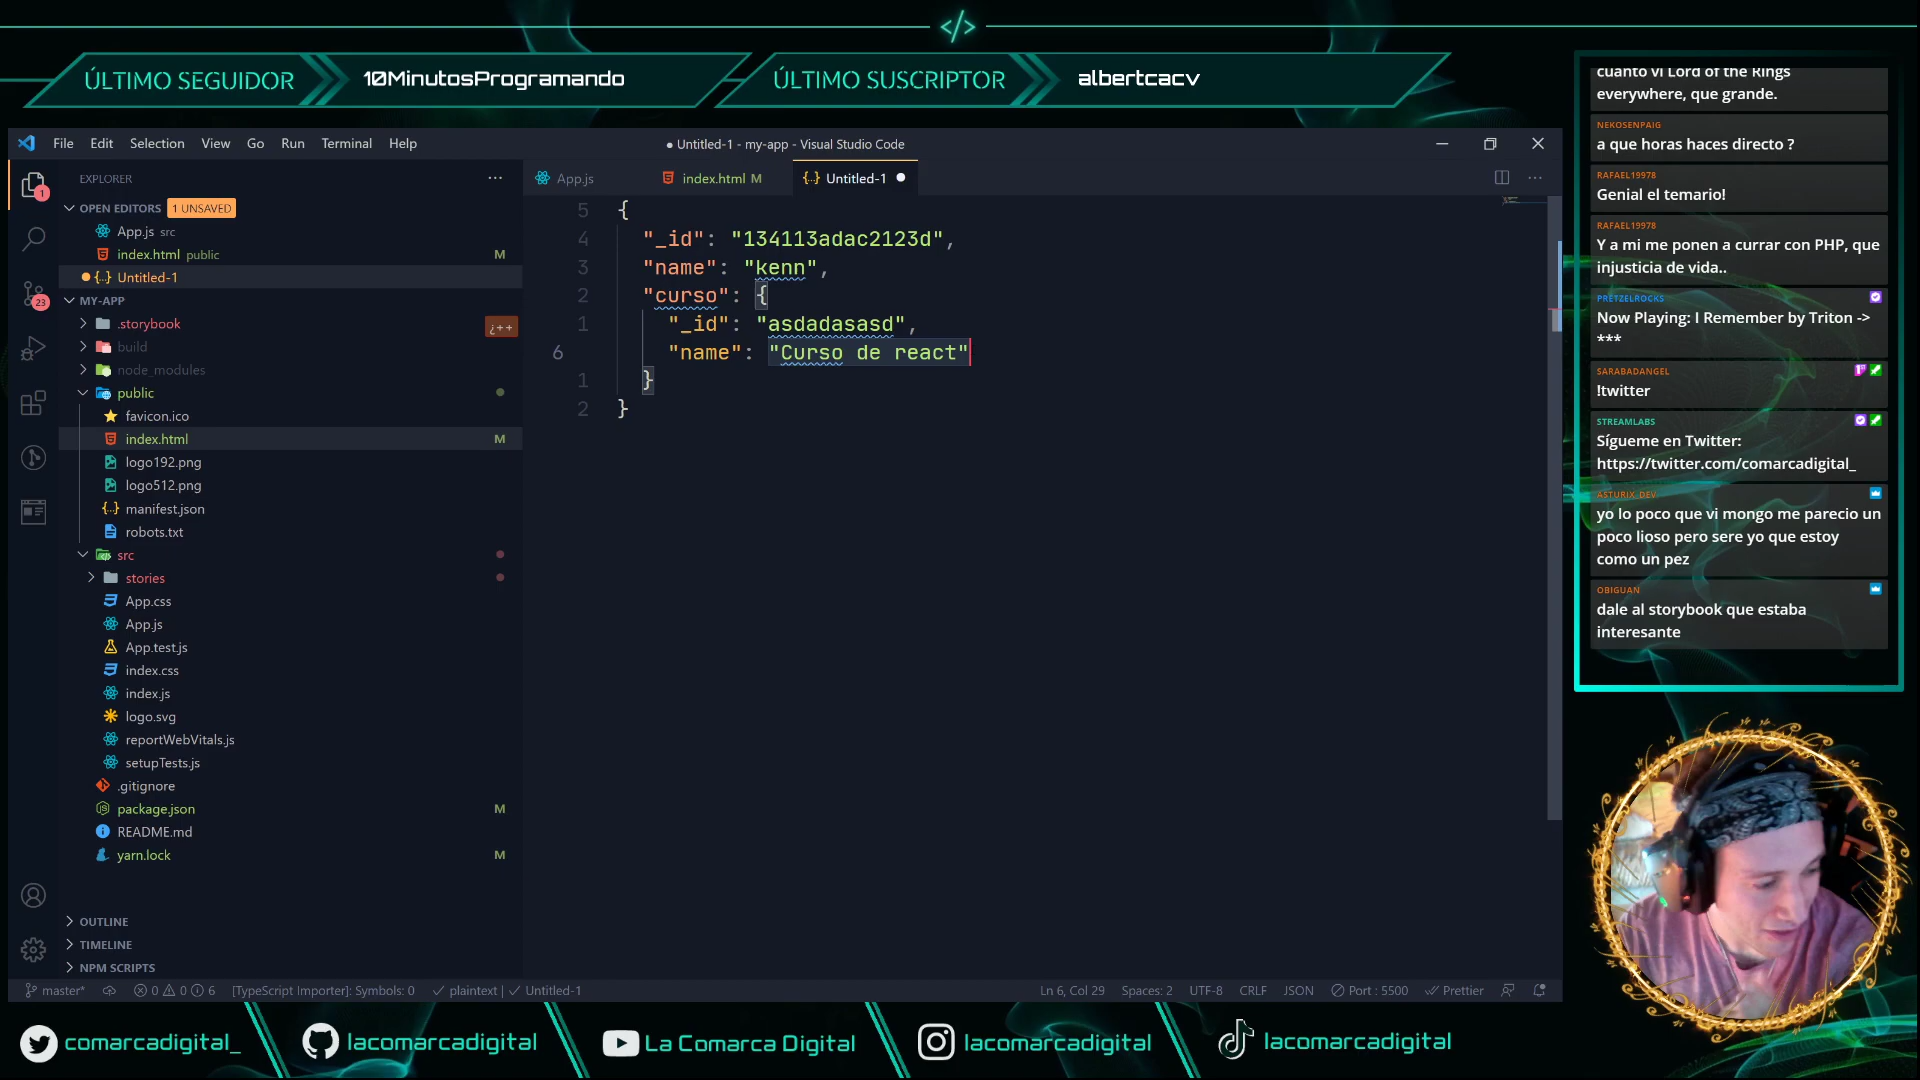 </>
ÚLTIMO SEGUIDOR
10MinutosProgramando
ÚLTIMO SUSCRIPTOR
albertcacv
File Edit Selection View Go Run Terminal Help
● Untitled-1 - my-app - Visual Studio Code
EXPLORER
OPEN EDITORS 1 UNSAVED
App.js src
index.html public M
{..} Untitled-1
MY-APP
.storybook ¿++
build
node_modules
public
favicon.ico
index.html M
logo192.png
logo512.png
{..} manifest.json
robots.txt
src
stories
App.css
App.js
App.test.js
index.css
index.js
logo.svg
reportWebVitals.js
setupTests.js
.gitignore
package.json M
README.md
yarn.lock M
OUTLINE
TIMELINE
NPM SCRIPTS
1
23
App.js
index.html M
{..} Untitled-1
5 {
4 "_id": "134113adac2123d",
3 "name": "kenn",
2 "curso": {
1 "_id": "asdadasasd",
6 "name": "Curso de react"
1 }
2 }
master* 0 0 6 [TypeScript Importer]: Symbols: 0 plaintext | Untitled-1
Ln 6, Col 29 Spaces: 2 UTF-8 CRLF JSON Port : 5500 Prettier
cuanto vi Lord of the Rings
everywhere, que grande.
NEKOSENPAIG
a que horas haces directo ?
RAFAEL19978
Genial el temario!
RAFAEL19978
Y a mi me ponen a currar con PHP, que
injusticia de vida..
PRETZELROCKS
Now Playing: I Remember by Triton ->
***
SARABADANGEL
!twitter
STREAMLABS
Sígueme en Twitter:
https://twitter.com/comarcadigital_
ASTURIX_DEV
yo lo poco que vi mongo me parecio un
poco lioso pero sere yo que estoy
como un pez
OBIGUAN
dale al storybook que estaba
interesante
comarcadigital_
lacomarcadigital
La Comarca Digital
lacomarcadigital
lacomarcadigital